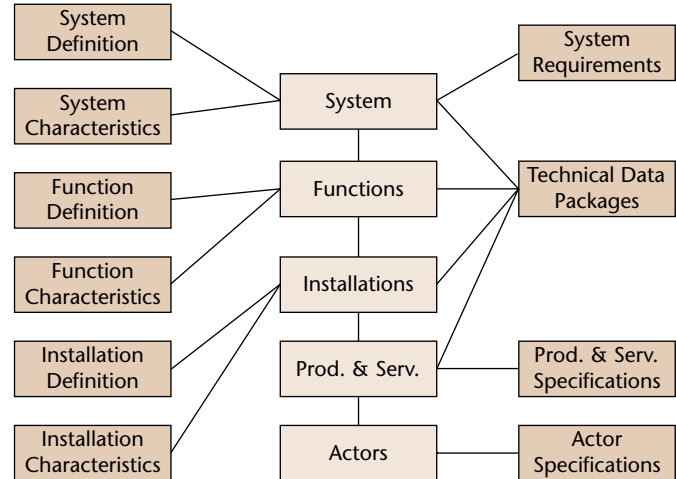 System
Definition
System
Characteristics
Function
Definition
Function
Characteristics
Installation
Definition
Installation
Characteristics
System
Functions
Installations
Prod. & Serv.
Actors
System
Requirements
Technical Data
Packages
Prod. & Serv.
Specifications
Actor
Specifications